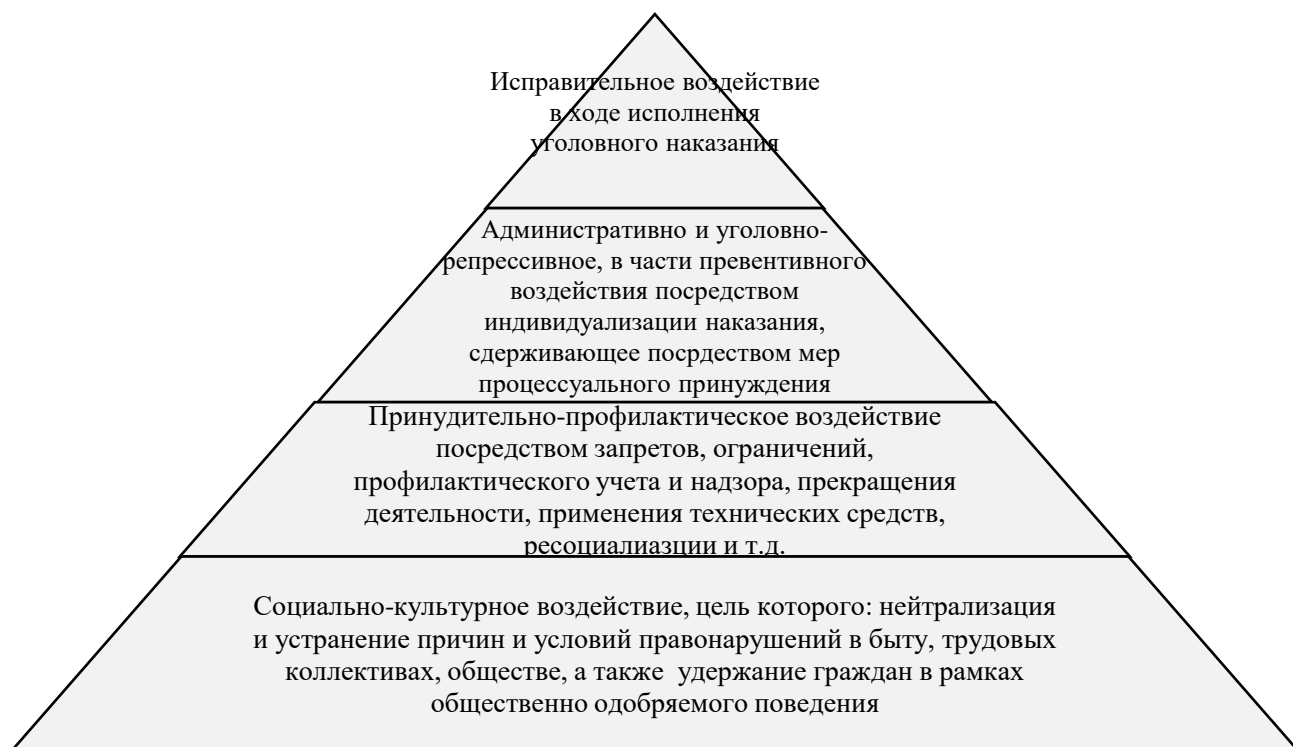 Исправительное воздействие
в ходе исполнения
уголовного наказания
Административно и уголовно-
репрессивное, в части превентивного
воздействия посредством
индивидуализации наказания,
сдерживающее посрдеством мер
процессуального принуждения
Принудительно-профилактическое воздействие
посредством запретов, ограничений,
профилактического учета и надзора, прекращения
деятельности, применения технических средств,
ресоциалиазции и т.д.
Социально-культурное воздействие, цель которого: нейтрализация
и устранение причин и условий правонарушений в быту, трудовых
коллективах, обществе, а также  удержание граждан в рамках
общественно одобряемого поведения